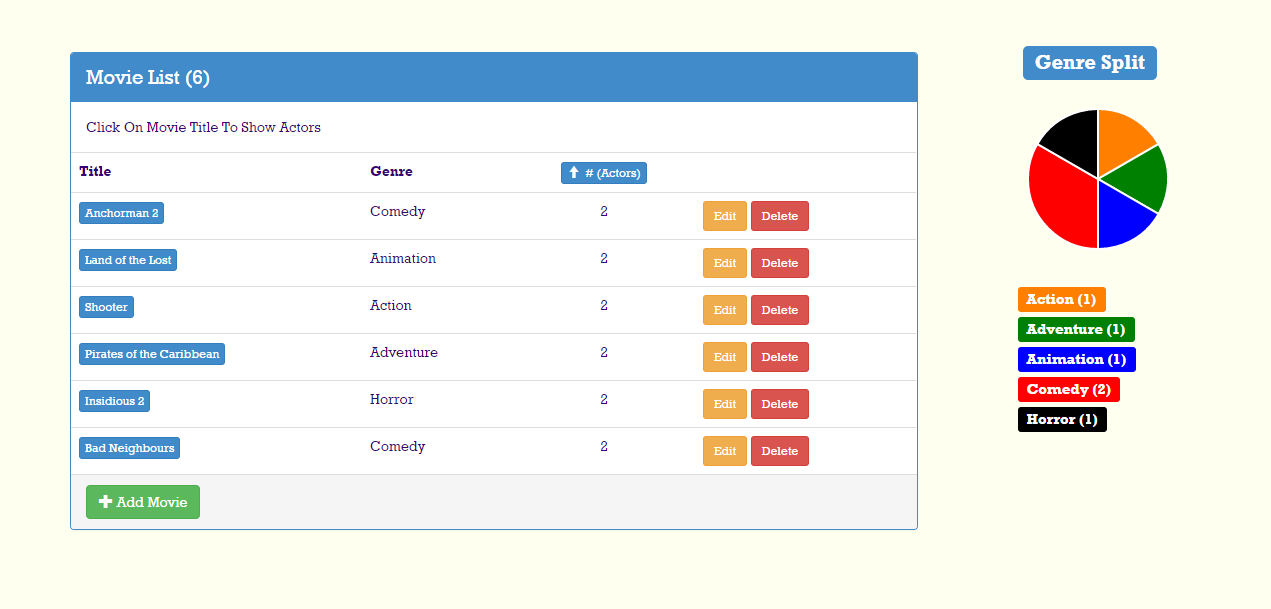 Movie List (6)
Click On Movie Title To Show Actors
Title Genre # (Actors)
Anchorman 2 Comedy 2 Edit Delete
Land of the Lost Animation 2 Edit Delete
Shooter Action 2 Edit Delete
Pirates of the Caribbean Adventure 2 Edit Delete
Insidious 2 Horror 2 Edit Delete
Bad Neighbours Comedy 2 Edit Delete
Add Movie
Genre Split
Action (1)
Adventure (1)
Animation (1)
Comedy (2)
Horror (1)